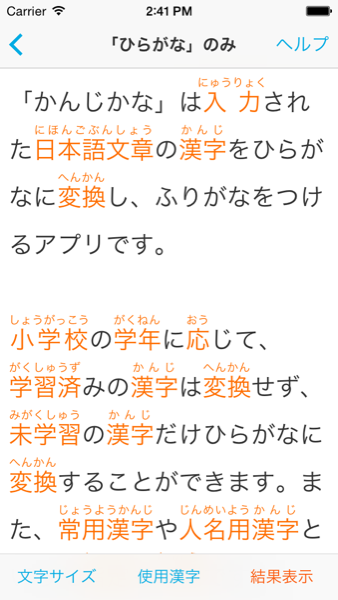 Carrier 2:41 PM
「ひらがな」のみ ヘルプ
にゅうりょく
「かんじかな」は入力され
にほんごぶんしょう かんじ
た日本語文章の漢字をひらが
へんかん
なに変換し、ふりがなをつけ
るアプリです。
しょうがっこう がくねん おう
小学校の学年に応じて、
がくしゅうず かんじ へんかん
学習済みの漢字は変換せず、
みがくしゅう かんじ
未学習の漢字だけひらがなに
へんかん
変換することができます。ま
じょうようかんじ じんめいようかんじ
た、常用漢字や人名用漢字と
文字サイズ 使用漢字 結果表示